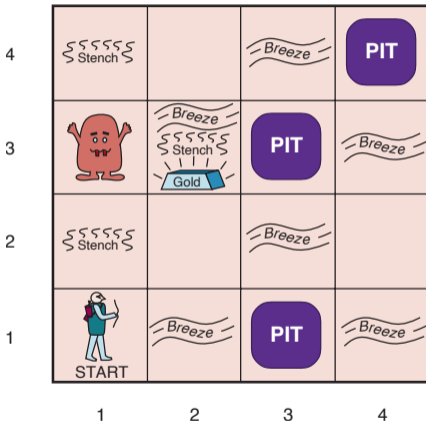 4
Stench
Breeze
PIT
3
Breeze
Stench
Gold
PIT
Breeze
2
Stench
Breeze
1
START
Breeze
PIT
Breeze
1 2 3 4